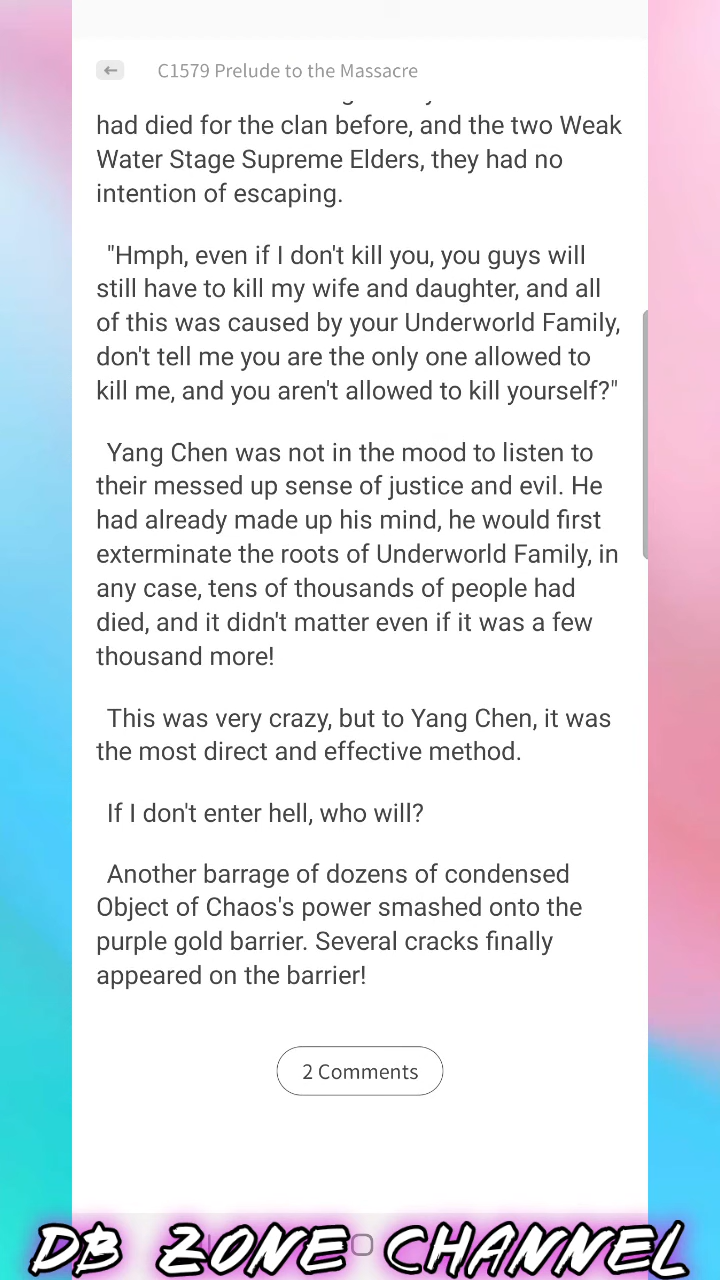 C1579 Prelude to the Massacre
had died for the clan before, and the two Weak
Water Stage Supreme Elders, they had no
intention of escaping.
"Hmph, even if I don't kill you, you guys will
still have to kill my wife and daughter, and all
of this was caused by your Underworld Family,
don't tell me you are the only one allowed to
kill me, and you aren't allowed to kill yourself?"
Yang Chen was not in the mood to listen to
their messed up sense of justice and evil. He
had already made up his mind, he would first
exterminate the roots of Underworld Family, in
any case, tens of thousands of people had
died, and it didn't matter even if it was a few
thousand more!
This was very crazy, but to Yang Chen, it was
the most direct and effective method.
If I don't enter hell, who will?
Another barrage of dozens of condensed
Object of Chaos's power smashed onto the
purple gold barrier. Several cracks finally
appeared on the barrier!
2 Comments
DB ZONE CHANNEL